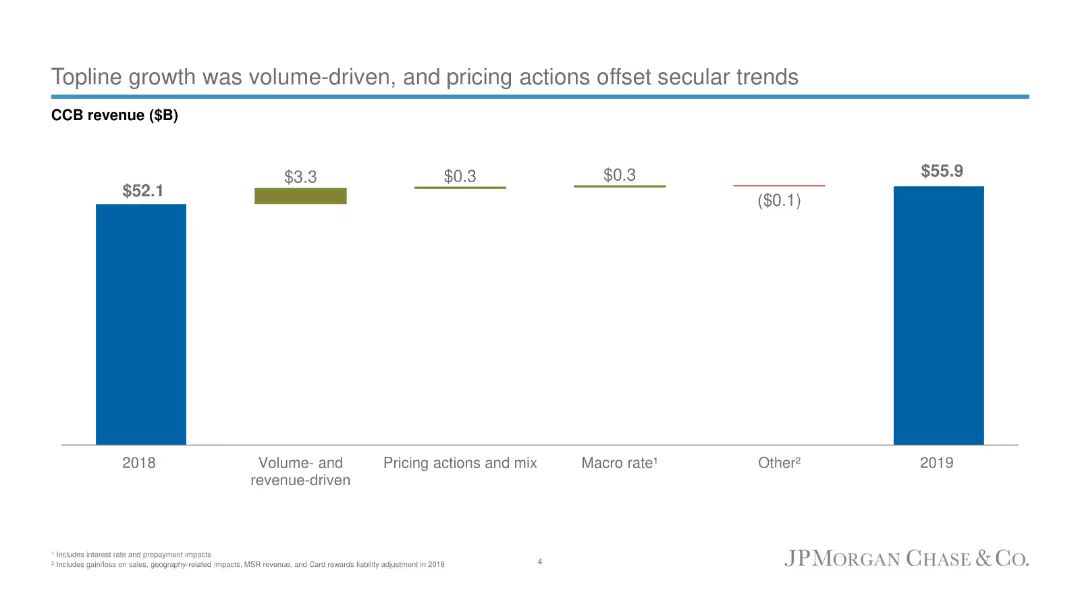 Topline growth was volume-driven, and pricing actions offset secular trends
CCB revenue ($B)
$52.1
$3.3
$0.3
$0.3
($0.1)
$55.9
2018
Volume- and
revenue-driven
Pricing actions and mix
Macro rate¹
Other²
2019
¹ Includes interest rate and prepayment impacts
² Includes gain/loss on sales, geography-related impacts, MSR revenue, and Card rewards liability adjustment in 2018
4
JPMORGAN CHASE & CO.